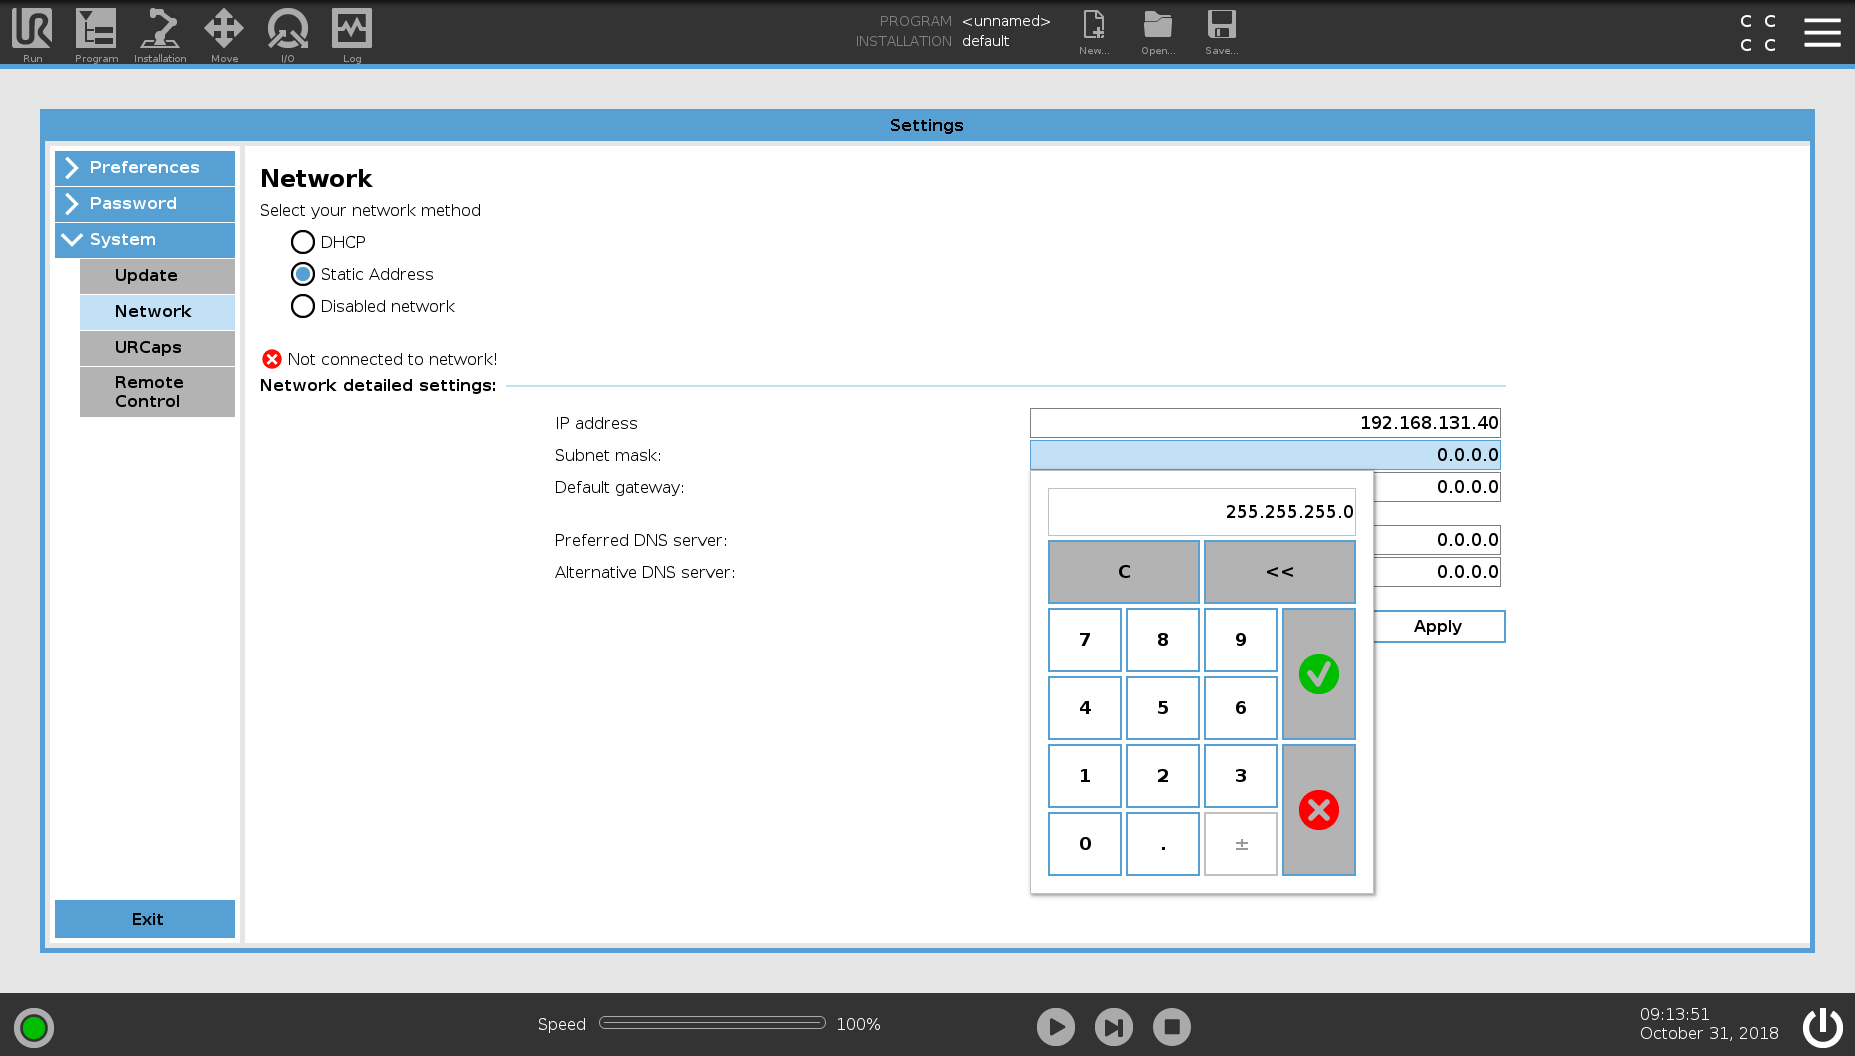 PROGRAM <unnamed>
INSTALLATION default
UR
Run
Program
Installation
Move
I/O
Log
New...
Open...
Save...
C C
C C
Settings
Preferences
Password
System
Update
Network
URCaps
Remote
Control
Exit
Network
Select your network method
DHCP
Static Address
Disabled network
Not connected to network!
Network detailed settings:
IP address 192.168.131.40
Subnet mask: 0.0.0.0
Default gateway: 0.0.0.0
Preferred DNS server: 0.0.0.0
Alternative DNS server: 0.0.0.0
Apply
255.255.255.0
C <<
7 8 9
4 5 6
1 2 3
0 . ±
Speed 100%
09:13:51
October 31, 2018